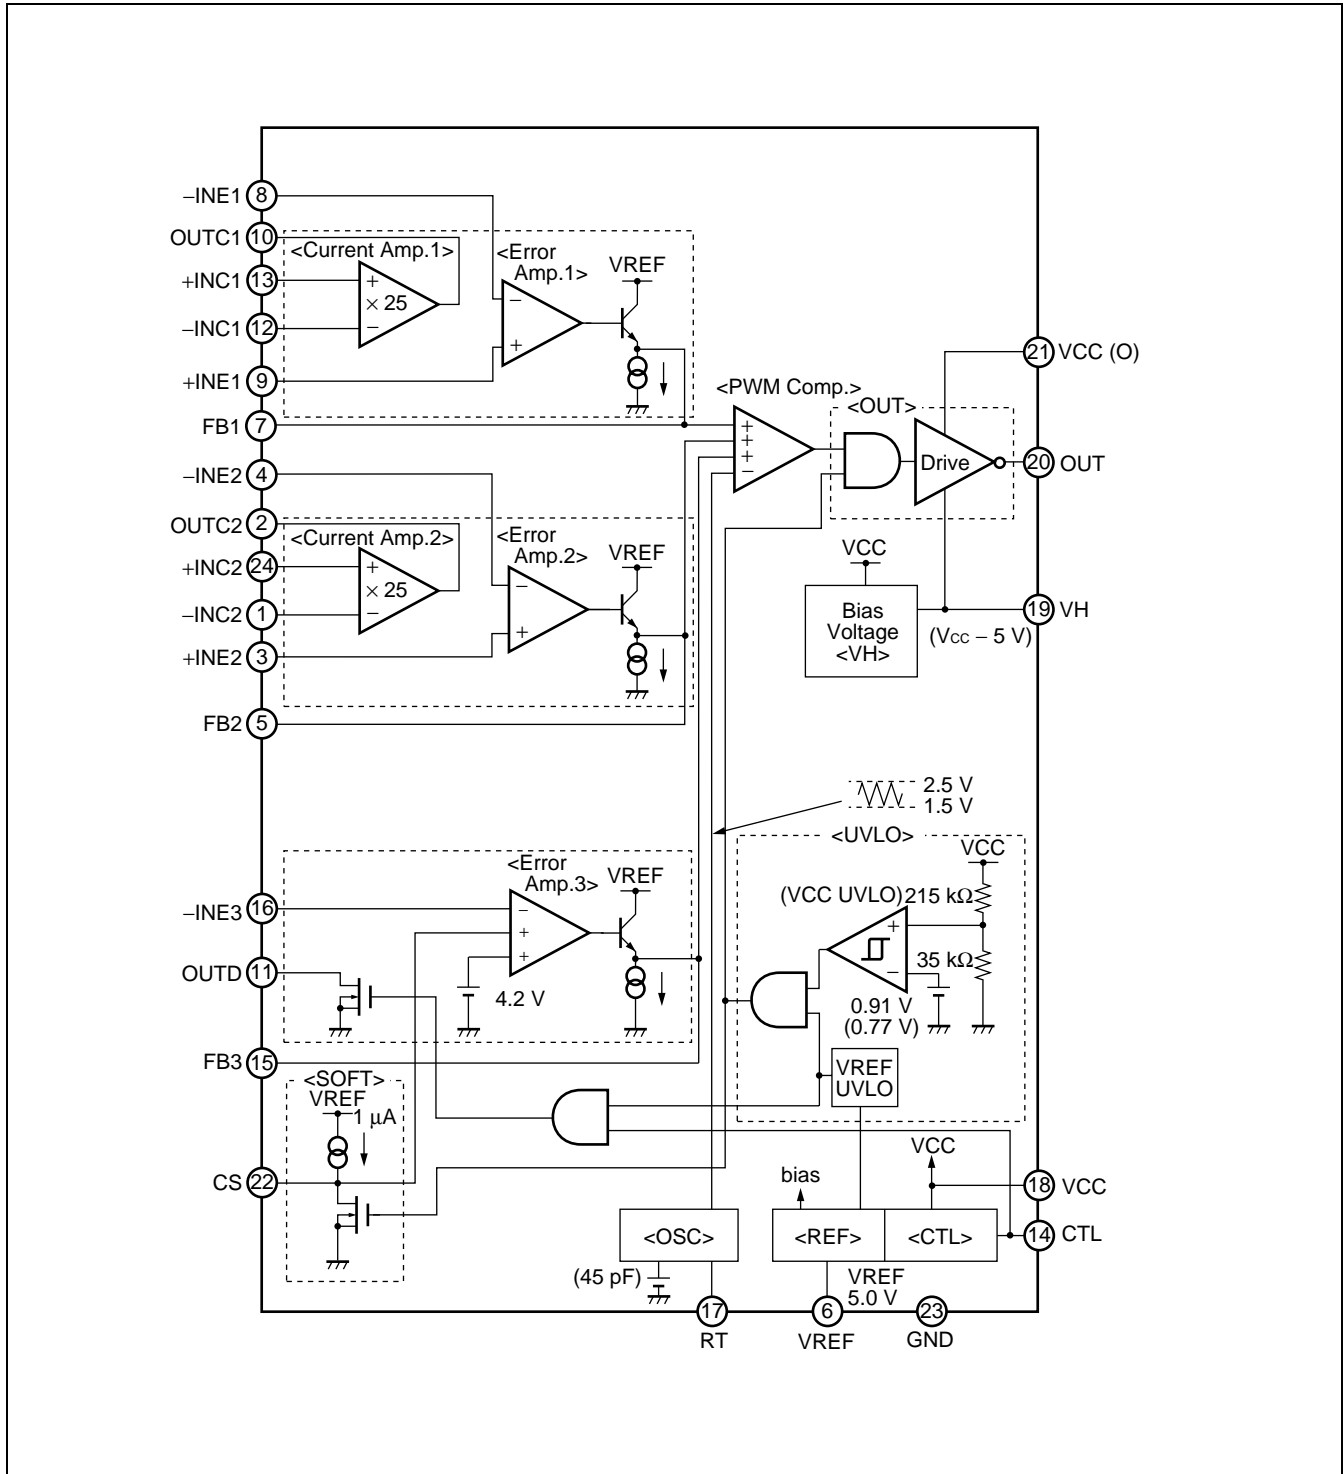 −INE1 8
OUTC1 10
<Current Amp.1>
<Error
Amp.1>
VREF
+INC1 13
+
× 25
−
−
−INC1 12
+
+INE1 9
21 VCC (O)
<PWM Comp.>
<OUT>
FB1 7
+
+
+
−
Drive
20 OUT
−INE2 4
OUTC2 2
<Current Amp.2>
<Error
Amp.2>
VREF
VCC
+INC2 24
+
× 25
−
−
−INC2 1
+
Bias
Voltage
<VH>
19 VH
(VCC − 5 V)
+INE2 3
FB2 5
2.5 V
1.5 V
<UVLO>
VCC
<Error
Amp.3>
VREF
(VCC UVLO)
215 kΩ
−INE3 16
−
+
+
+
−
35 kΩ
OUTD 11
4.2 V
0.91 V
(0.77 V)
FB3 15
VREF
UVLO
<SOFT>
VREF
1 μA
VCC
bias
CS 22
18 VCC
<OSC>
<REF>
<CTL>
14 CTL
(45 pF)
VREF
5.0 V
17
6
23
RT
VREF
GND